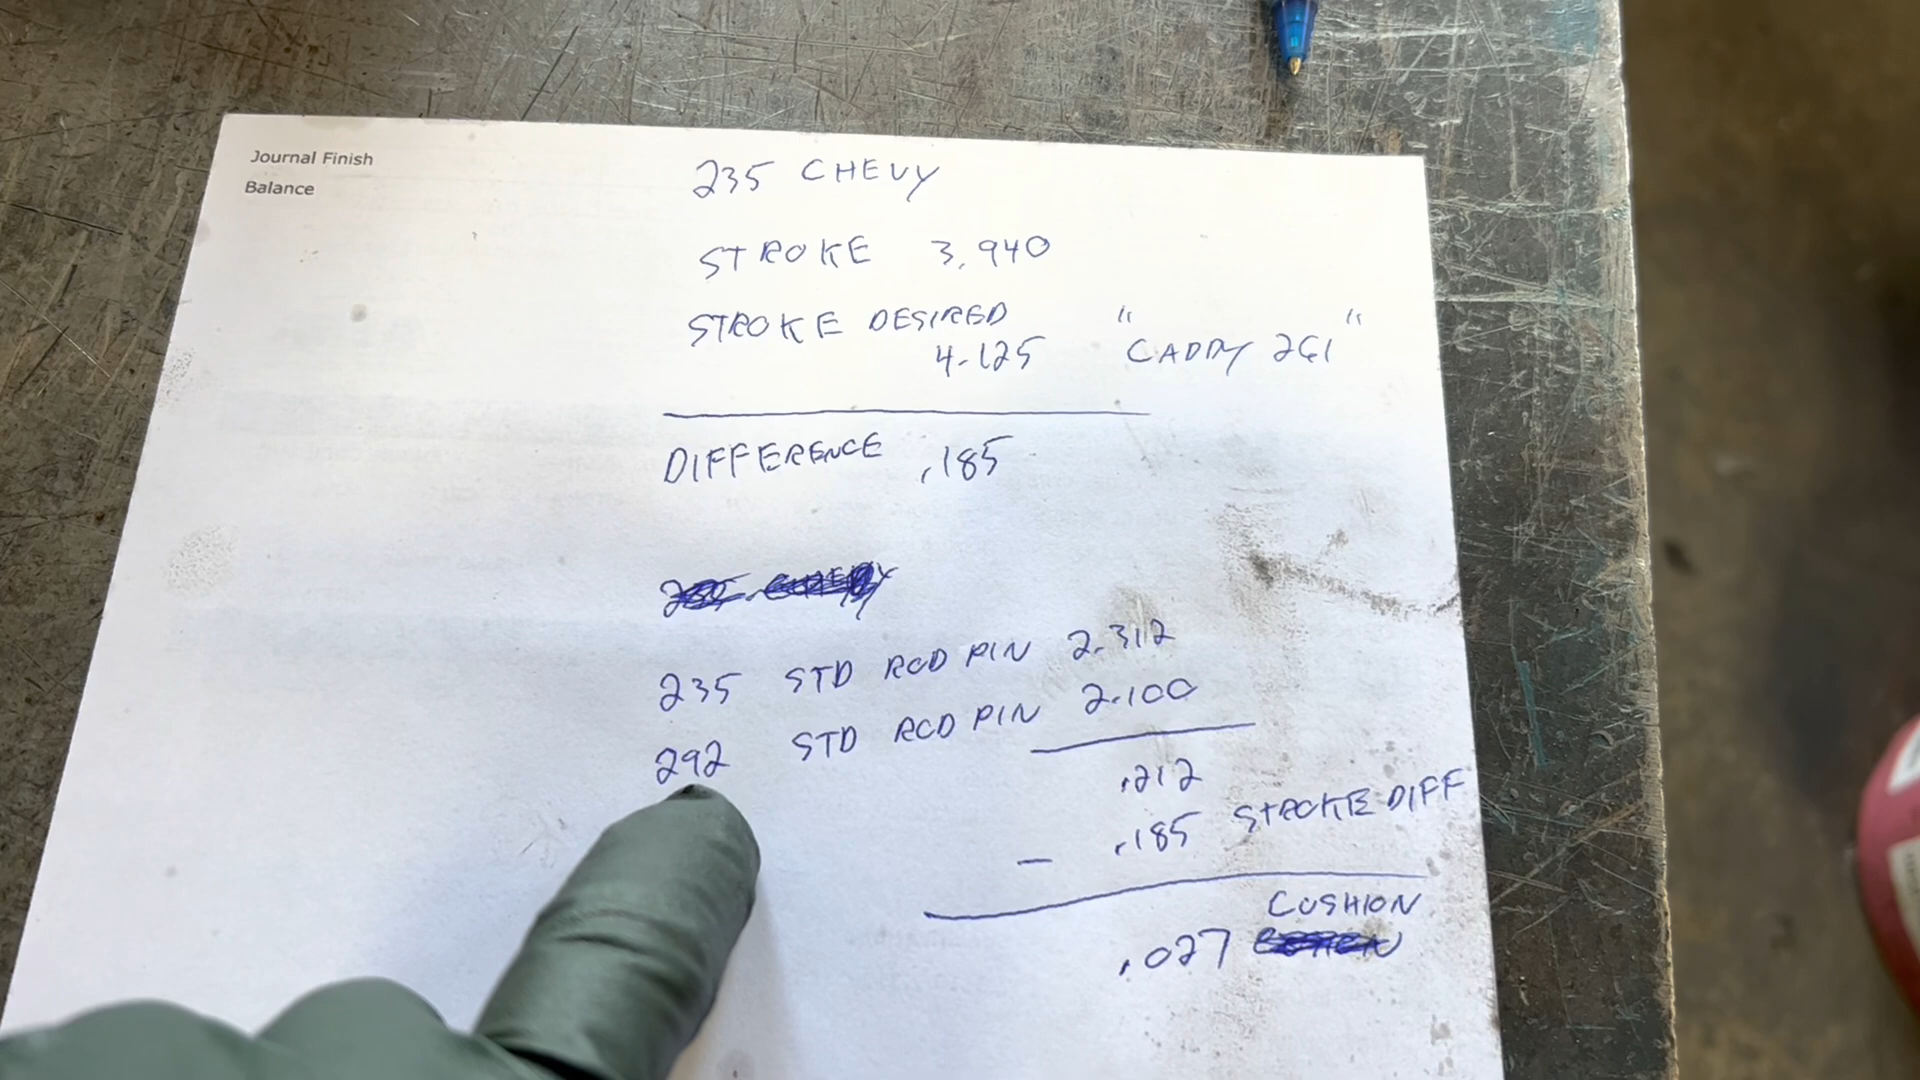 Journal Finish
Balance
235 CHEVY
STROKE 3.940
STROKE DESIRED
4.125 "CADDY 261"
DIFFERENCE .185
235 STD ROD PIN 2.312
292 STD ROD PIN 2.100
.212
- .185 STROKE DIFF
CUSHION
.027